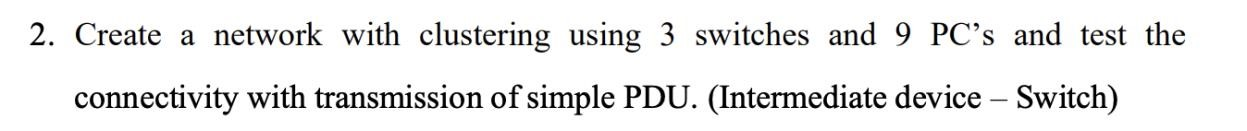 2. Create a network with clustering using 3 switches and 9 PC’s and test the
connectivity with transmission of simple PDU. (Intermediate device – Switch)